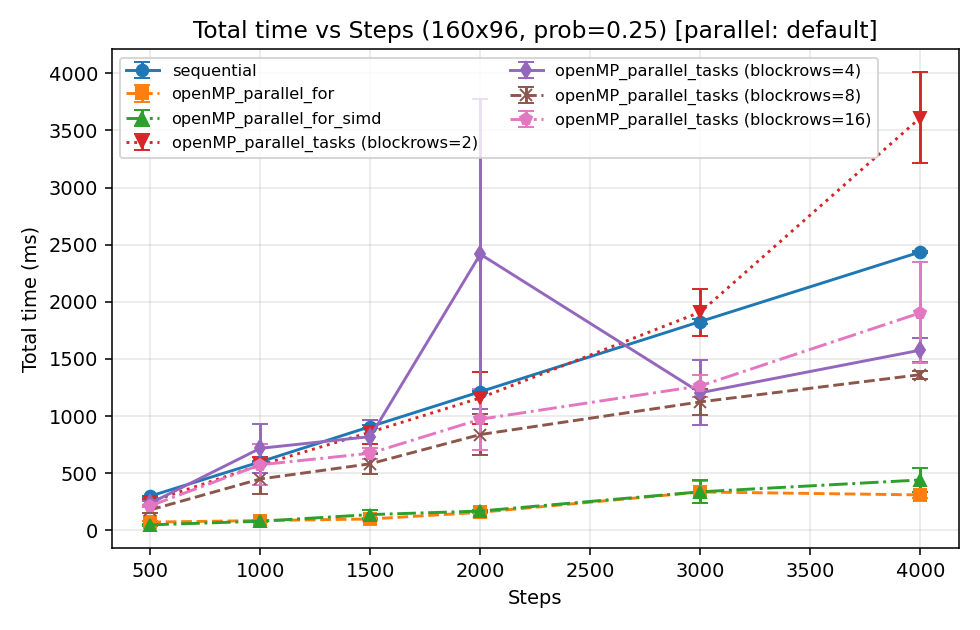 Total time vs Steps (160x96, prob=0.25) [parallel: default]
sequential
openMP_parallel_for
openMP_parallel_for_simd
openMP_parallel_tasks (blockrows=2)
openMP_parallel_tasks (blockrows=4)
openMP_parallel_tasks (blockrows=8)
openMP_parallel_tasks (blockrows=16)
Total time (ms)
4000
3500
3000
2500
2000
1500
1000
500
0
500 1000 1500 2000 2500 3000 3500 4000
Steps